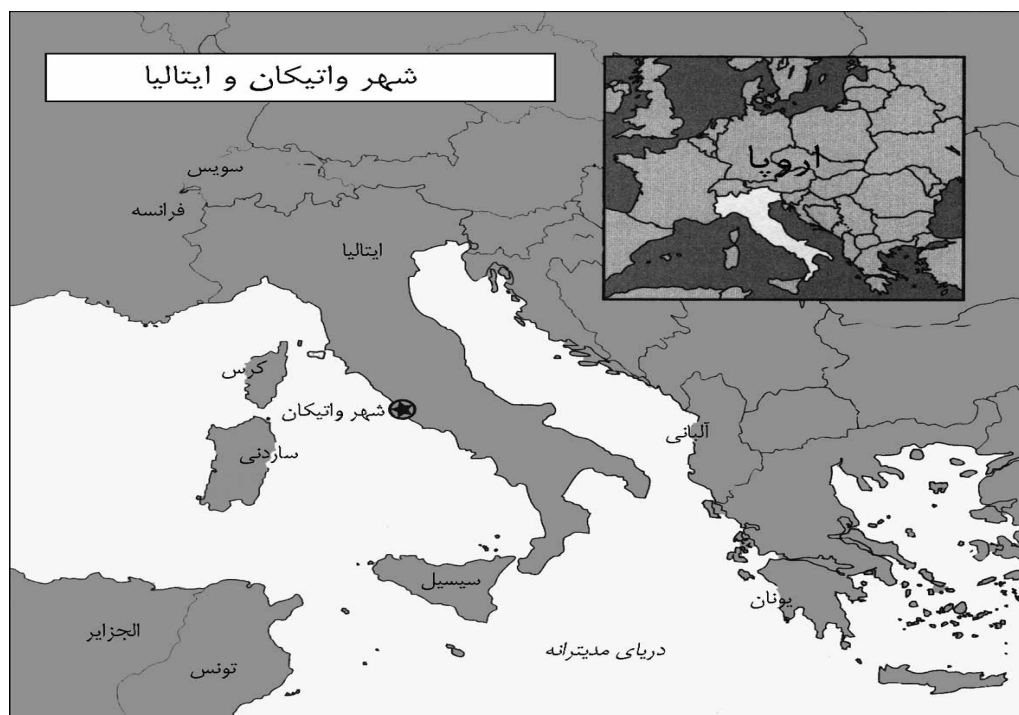 شهر واتیکان و ایتالیا
اروپا
سویس
فرانسه
ایتالیا
کرس
شهر واتیکان
ساردنی
آلبانی
سیسیل
یونان
الجزایر
تونس
دریای مدیترانه